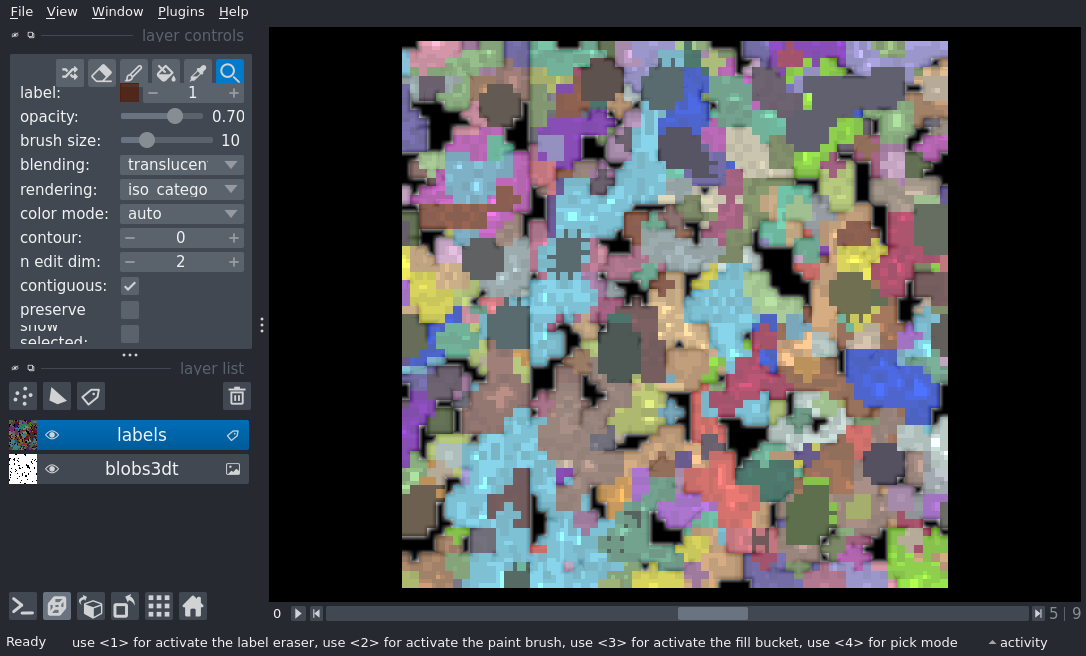 File View Window Plugins Help
layer controls
label: 1
opacity: 0.70
brush size: 10
blending: translucen
rendering: iso catego
color mode: auto
contour: 0
n edit dim: 2
contiguous:
preserve
show
selected:
layer list
labels
blobs3dt
0 5 | 9
Ready use <1> for activate the label eraser, use <2> for activate the paint brush, use <3> for activate the fill bucket, use <4> for pick mode activity